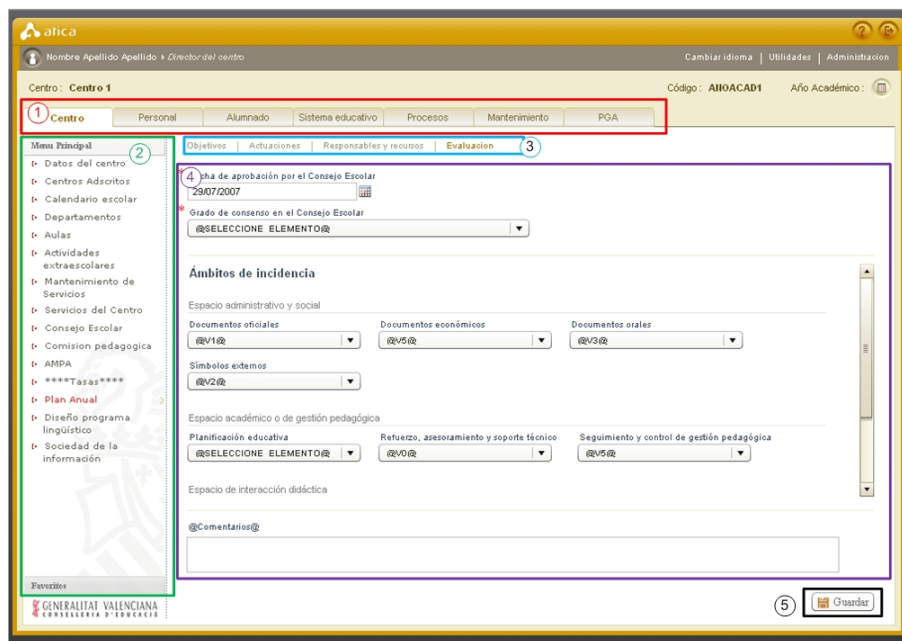 atica
Nombre Apellido Apellido Director del centro
Cambiar idioma | Utilidades | Administracion
Centro : Centro 1
Código : AÑOACAD1 Año Académico :
1 Centro Personal Alumnado Sistema educativo Procesos Mantenimiento PGA
Menu Principal
2
Datos del centro
Centros Adscritos
Calendario escolar
Departamentos
Aulas
Actividades
extraescolares
Mantenimiento de
Servicios
Servicios del Centro
Consejo Escolar
Comision pedagogica
AMPA
****Tasas****
Plan Anual
Diseño programa
lingüístico
Sociedad de la
información
Favoritos
GENERALITAT VALENCIANA
CONSELLERIA D'EDUCACIÓ
Objetivos | Actuaciones | Responsables y recursos | Evaluacion 3
4
* cha de aprobación por el Consejo Escolar
29/07/2007
* Grado de consenso en el Consejo Escolar
@SELECCIONE ELEMENTO@
Ámbitos de incidencia
Espacio administrativo y social
Documentos oficiales Documentos económicos Documentos orales
@V1@ @V5@ @V3@
Símbolos externos
@V2@
Espacio académico o de gestión pedagógica
Planificación educativa Refuerzo, asesoramiento y soporte técnico Seguimiento y control de gestión pedagógica
@SELECCIONE ELEMENTO@ @V0@ @V5@
Espacio de interacción didáctica
@Comentarios@
5 Guardar